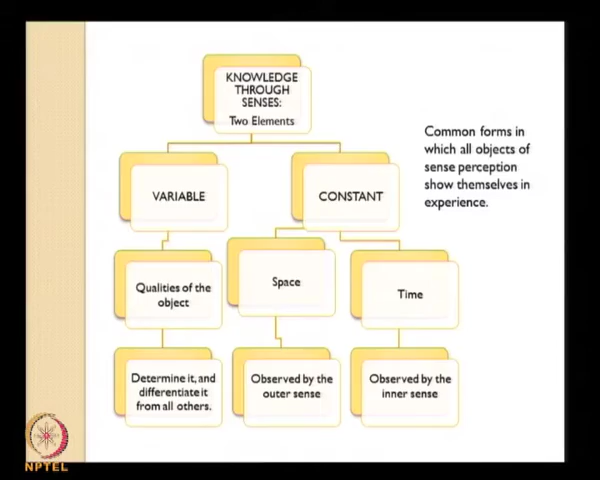 KNOWLEDGE
THROUGH
SENSES:
Two Elements
Common forms in
which all objects of
sense perception
show themselves in
experience.
VARIABLE
CONSTANT
Qualities of the
object
Space
Time
Determine it, and
differentiate it
from all others.
Observed by the
outer sense
Observed by the
inner sense
NPTEL